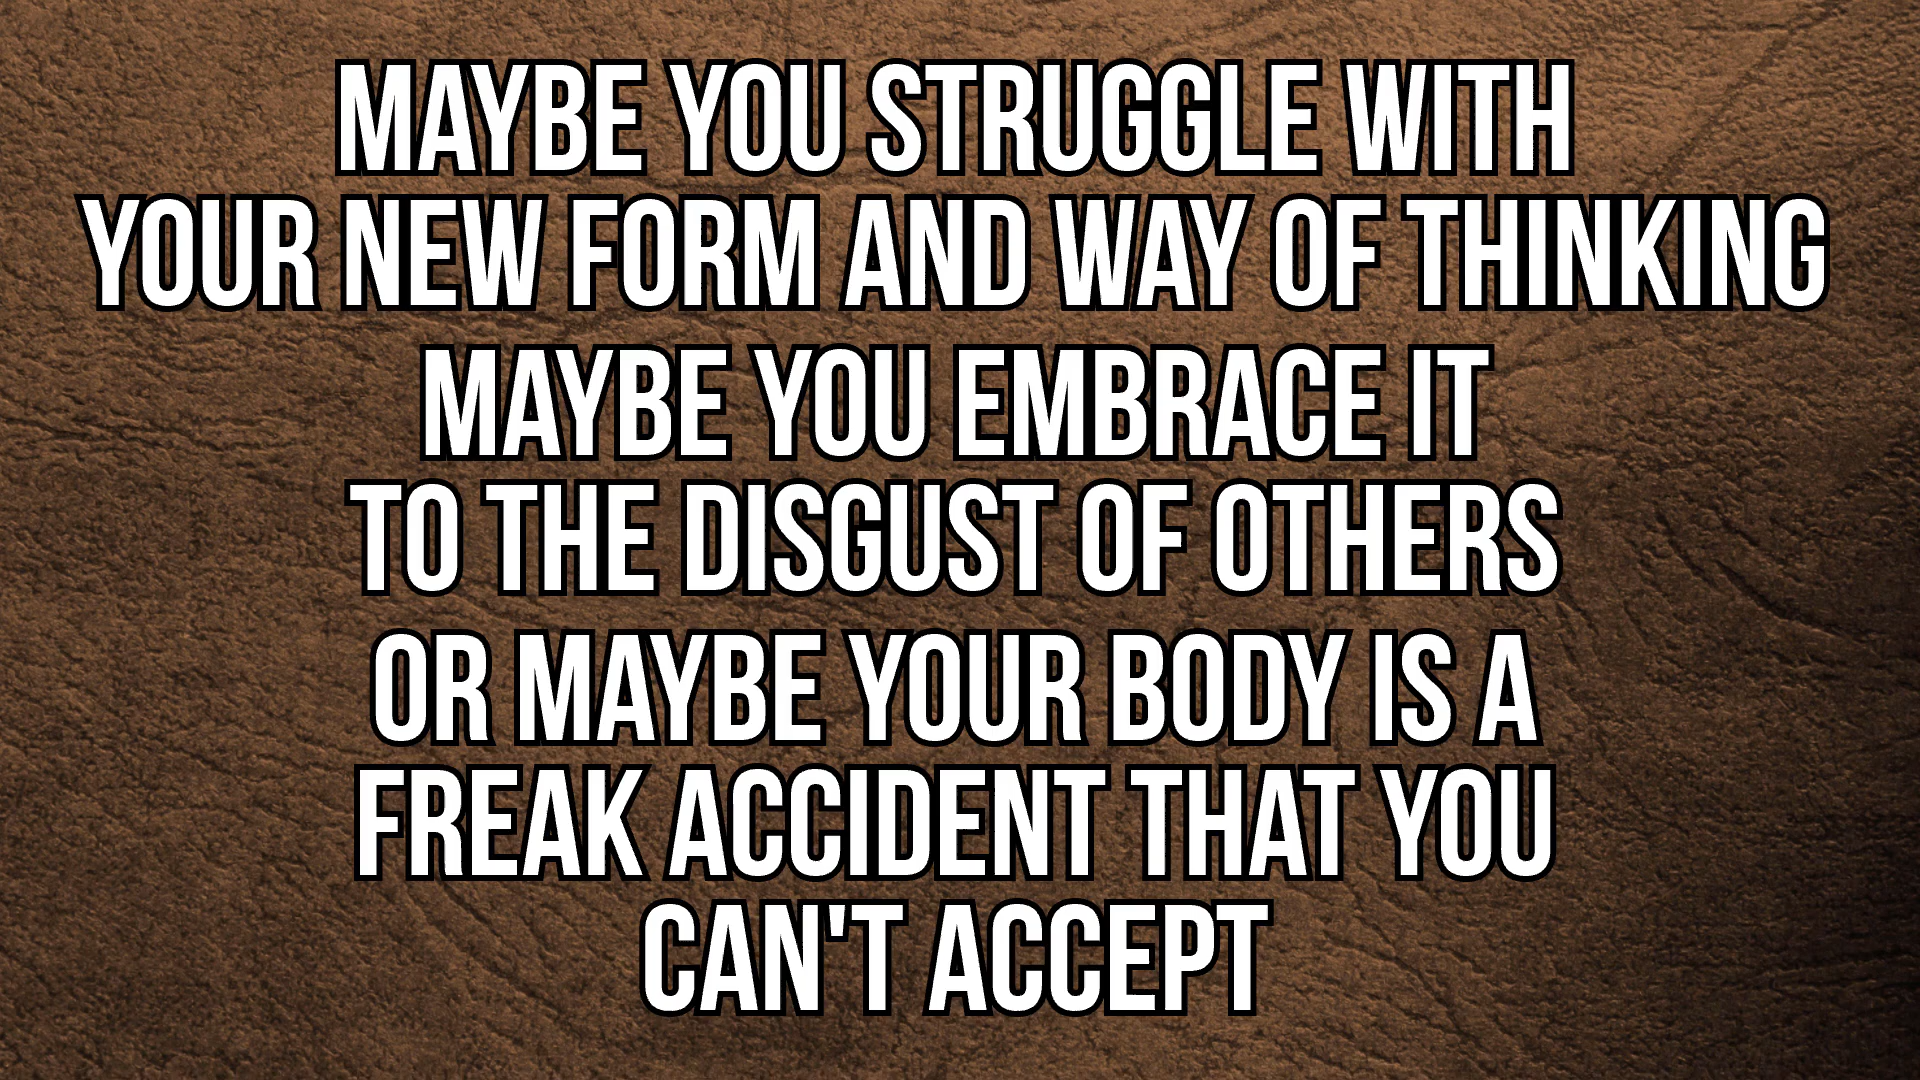 MAYBE YOU STRUGGLE WITH
YOUR NEW FORM AND WAY OF THINKING
MAYBE YOU EMBRACE IT
TO THE DISGUST OF OTHERS
OR MAYBE YOUR BODY IS A
FREAK ACCIDENT THAT YOU
CAN'T ACCEPT